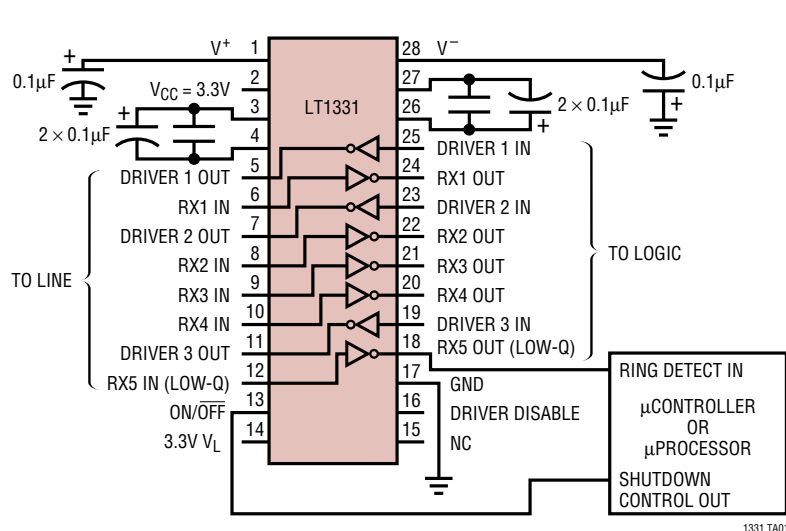 V+ 1
28 V−
+
0.1µF
2
VCC = 3.3V
27
+
0.1µF
LT1331
+
3
26
2 × 0.1µF
+
2 × 0.1µF
4
25 DRIVER 1 IN
DRIVER 1 OUT 5
24 RX1 OUT
RX1 IN 6
23 DRIVER 2 IN
DRIVER 2 OUT 7
22 RX2 OUT
RX2 IN 8
21 RX3 OUT
TO LINE
TO LOGIC
RX3 IN 9
20 RX4 OUT
RX4 IN 10
19 DRIVER 3 IN
DRIVER 3 OUT 11
18 RX5 OUT (LOW-Q)
RX5 IN (LOW-Q) 12
17 GND
ON/OFF 13
16 DRIVER DISABLE
3.3V VL 14
15 NC
RING DETECT IN
µCONTROLLER
OR
µPROCESSOR
SHUTDOWN
CONTROL OUT
1331 TA01